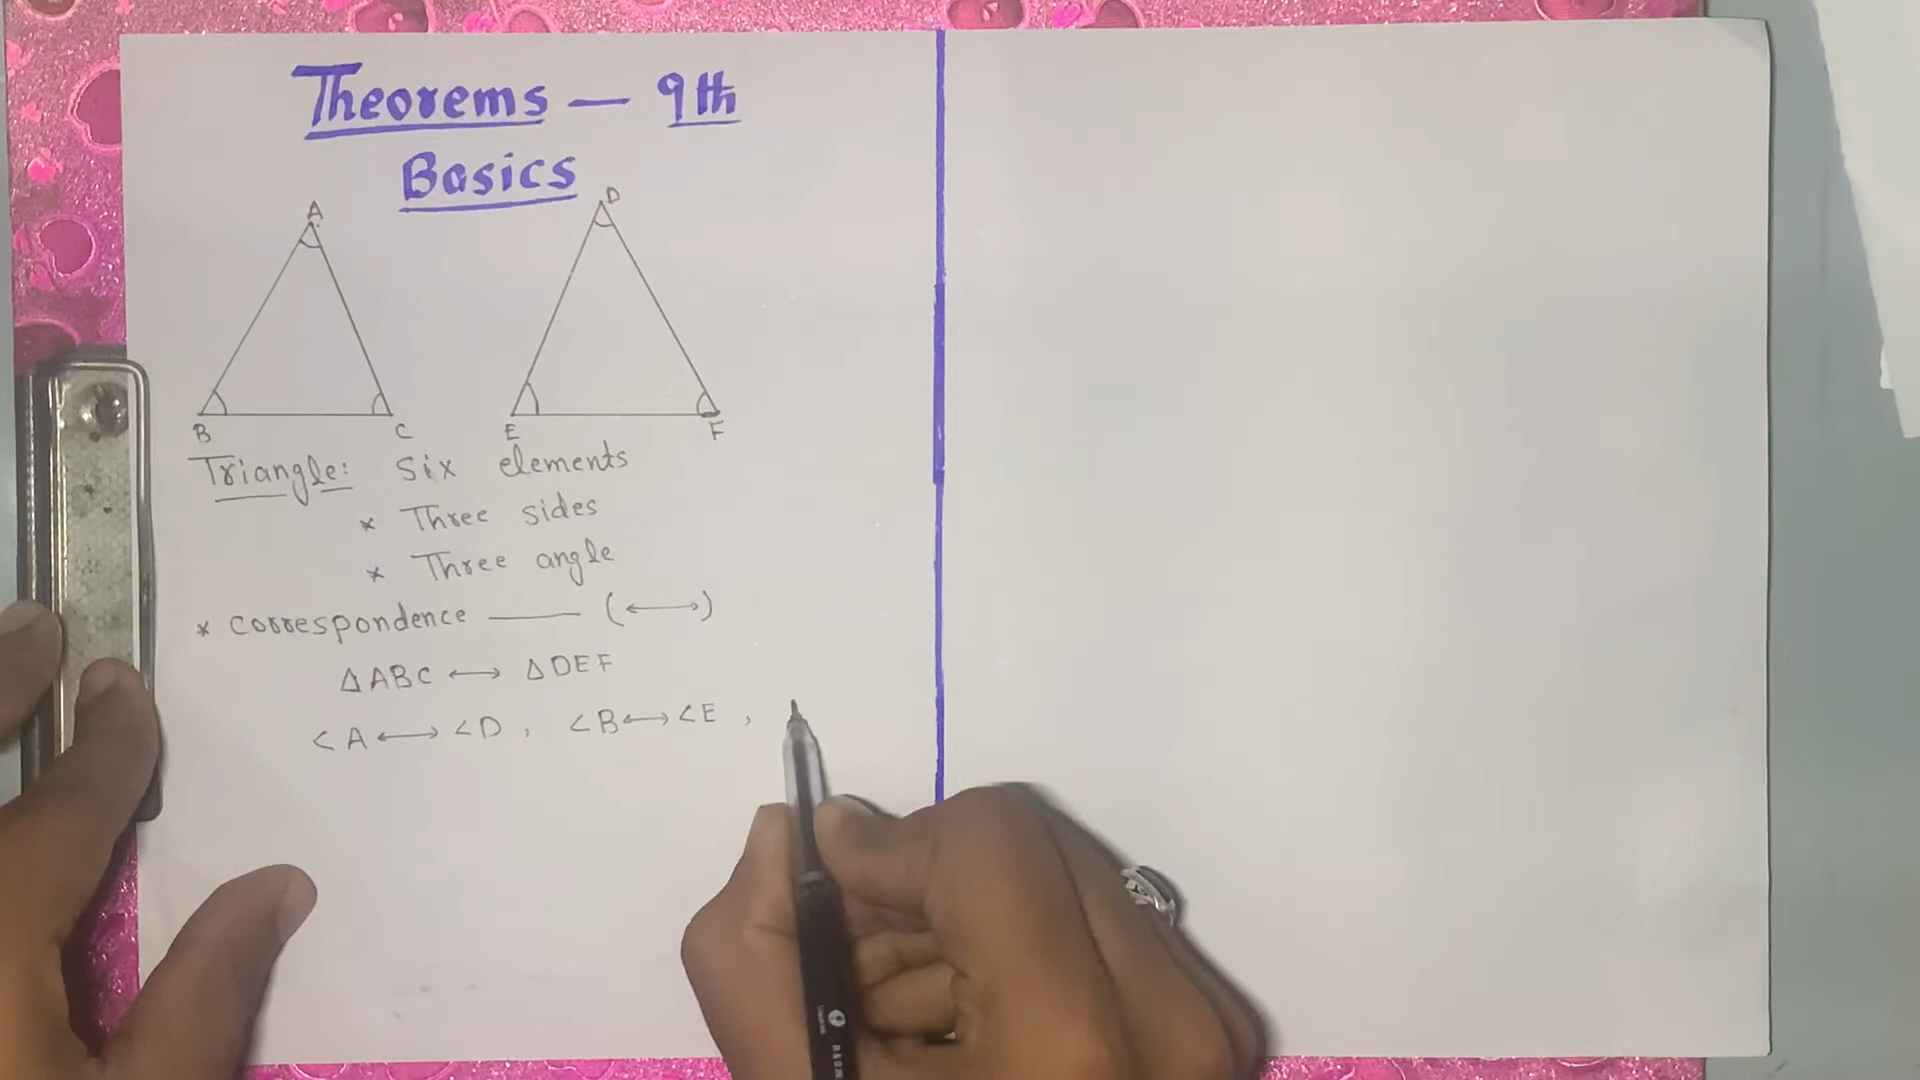 Theorems — 9th
Basics
A
D
B
C
E
F
Triangle: Six elements
* Three sides
* Three angle
* correspondence —— (⟷)
ΔABC ⟷ ΔDEF
<A ⟷ <D, <B ⟷ <E,